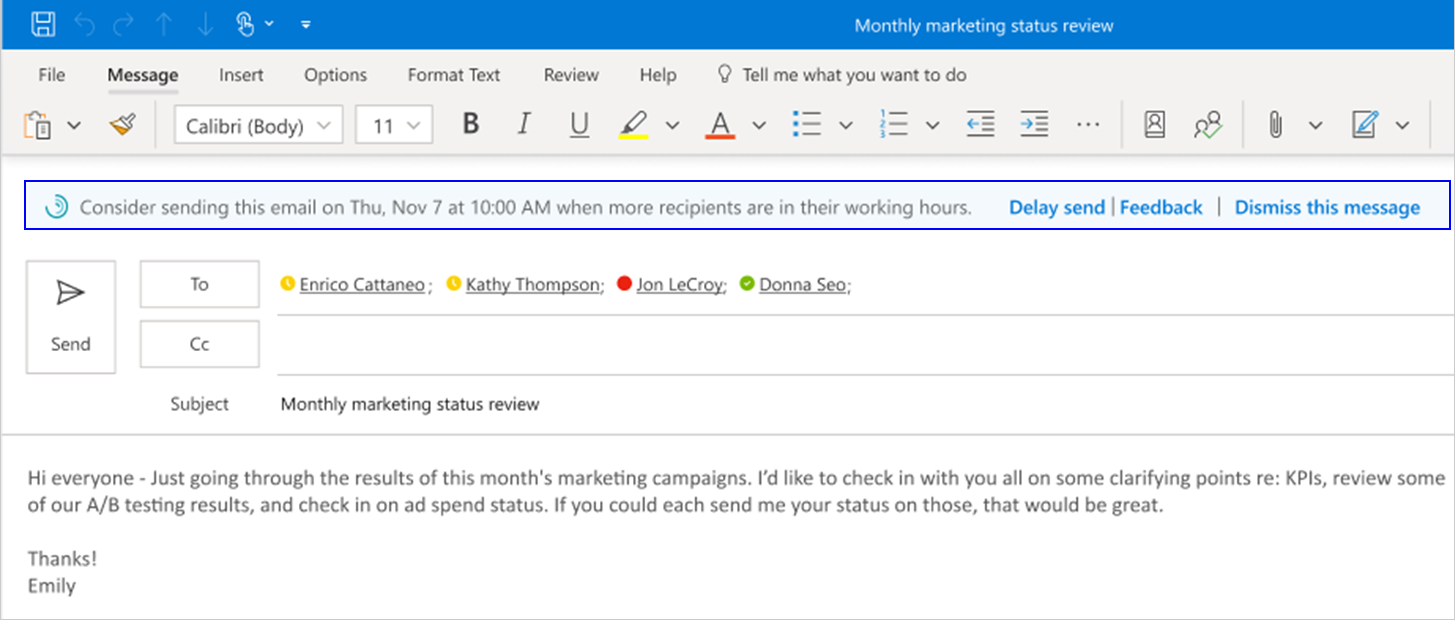 Monthly marketing status review
File Message Insert Options Format Text Review Help Tell me what you want to do
Calibri (Body) 11 B I U A 1 2 3
Consider sending this email on Thu, Nov 7 at 10:00 AM when more recipients are in their working hours. Delay send | Feedback | Dismiss this message
To Enrico Cattaneo; Kathy Thompson; Jon LeCroy; Donna Seo;
Send Cc
Subject Monthly marketing status review
Hi everyone - Just going through the results of this month's marketing campaigns. I’d like to check in with you all on some clarifying points re: KPIs, review some
of our A/B testing results, and check in on ad spend status. If you could each send me your status on those, that would be great.
Thanks!
Emily